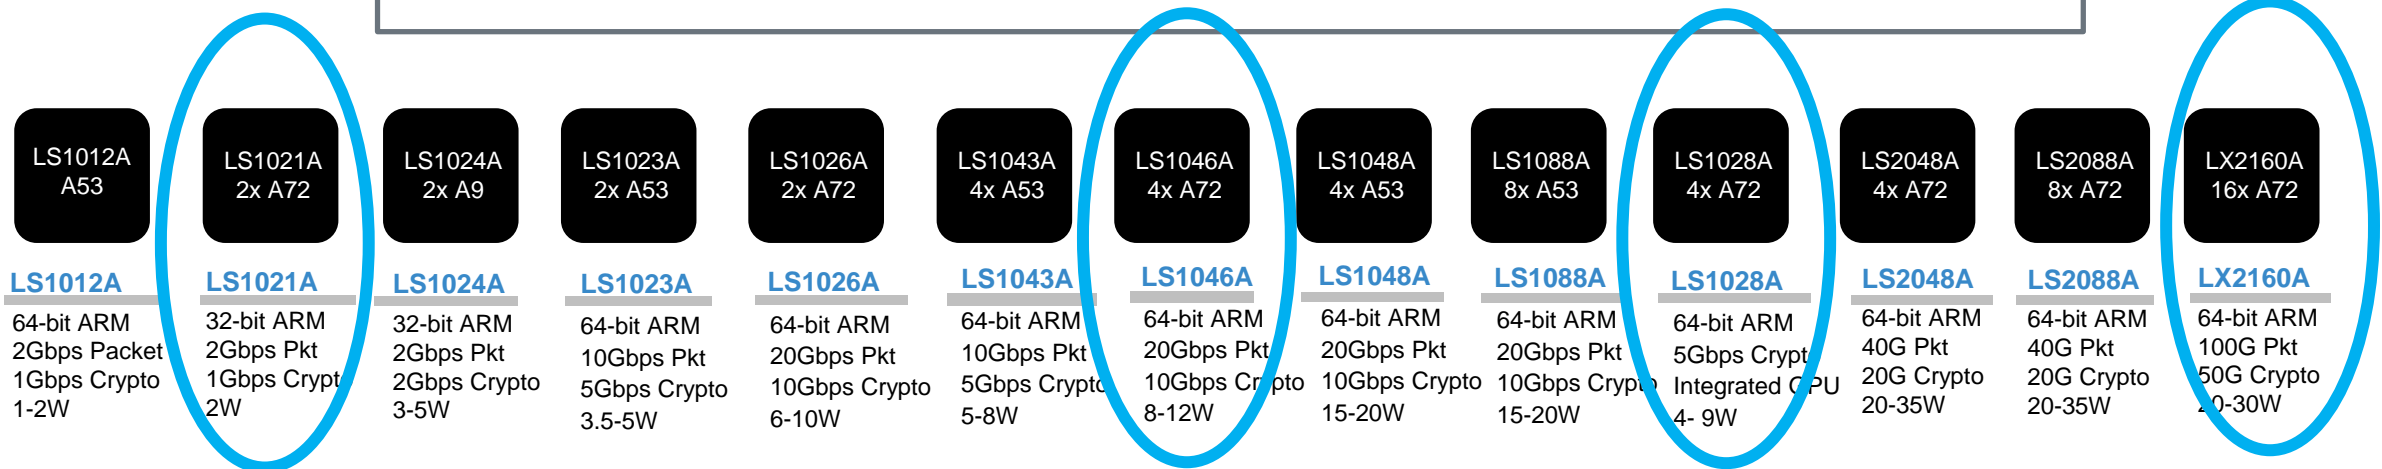 LS1012A
A53
LS1021A
2x A72
LS1024A
2x A9
LS1023A
2x A53
LS1026A
2x A72
LS1043A
4x A53
LS1046A
4x A72
LS1048A
4x A53
LS1088A
8x A53
LS1028A
4x A72
LS2048A
4x A72
LS2088A
8x A72
LX2160A
16x A72
LS1012A
64-bit ARM
2Gbps Packet
1Gbps Crypto
1-2W
LS1021A
32-bit ARM
2Gbps Pkt
1Gbps Crypt
2W
LS1024A
32-bit ARM
2Gbps Pkt
2Gbps Crypto
3-5W
LS1023A
64-bit ARM
10Gbps Pkt
5Gbps Crypto
3.5-5W
LS1026A
64-bit ARM
20Gbps Pkt
10Gbps Crypto
6-10W
LS1043A
64-bit ARM
10Gbps Pkt
5Gbps Crypto
5-8W
LS1046A
64-bit ARM
20Gbps Pkt
10Gbps Crypto
8-12W
LS1048A
64-bit ARM
20Gbps Pkt
10Gbps Crypto
15-20W
LS1088A
64-bit ARM
20Gbps Pkt
10Gbps Crypto
15-20W
LS1028A
64-bit ARM
5Gbps Crypto
Integrated GPU
4- 9W
LS2048A
64-bit ARM
40G Pkt
20G Crypto
20-35W
LS2088A
64-bit ARM
40G Pkt
20G Crypto
20-35W
LX2160A
64-bit ARM
100G Pkt
50G Crypto
20-30W